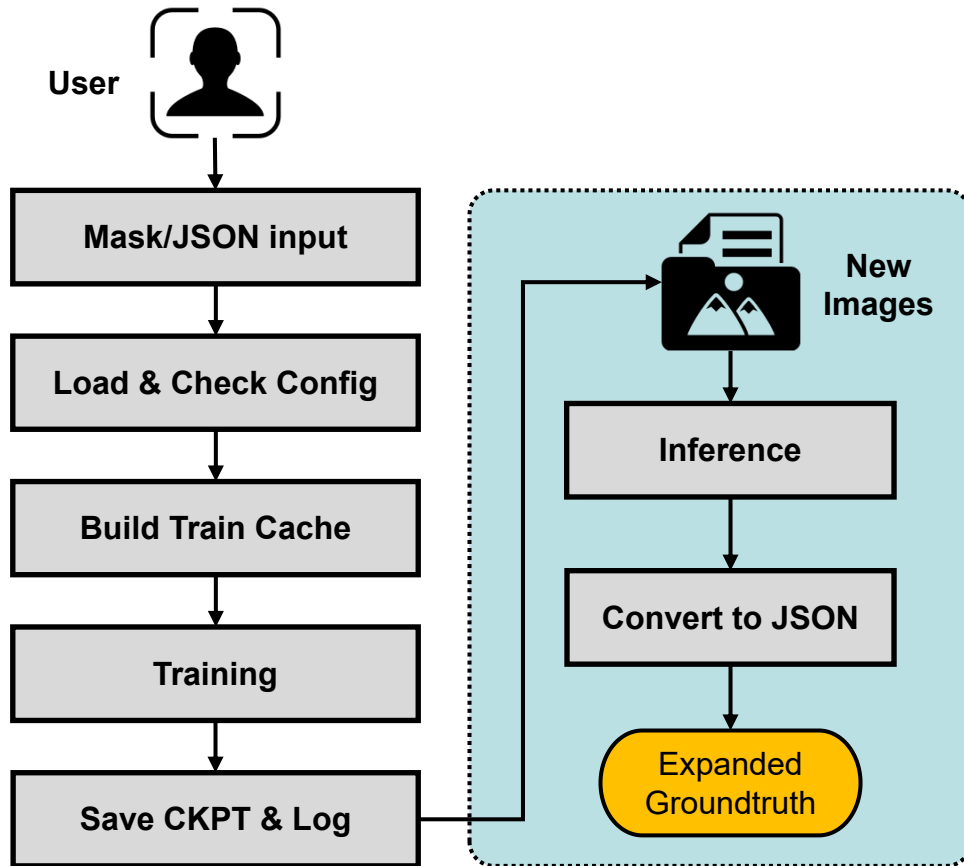 User
Mask/JSON input
Load & Check Config
Build Train Cache
Training
Save CKPT & Log
New
Images
Inference
Convert to JSON
Expanded
Groundtruth